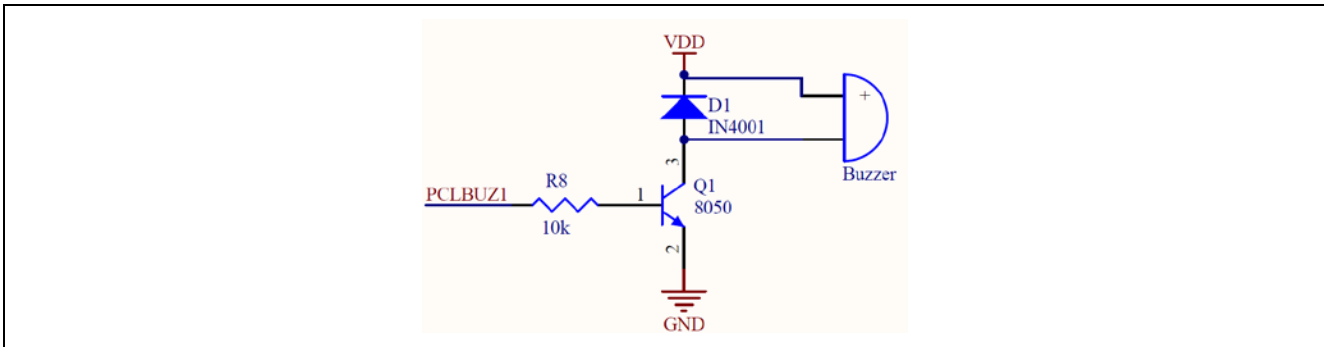 VDD
D1
IN4001
+
Buzzer
3
Q1
8050
PCLBUZ1
R8
10k
1
2
GND